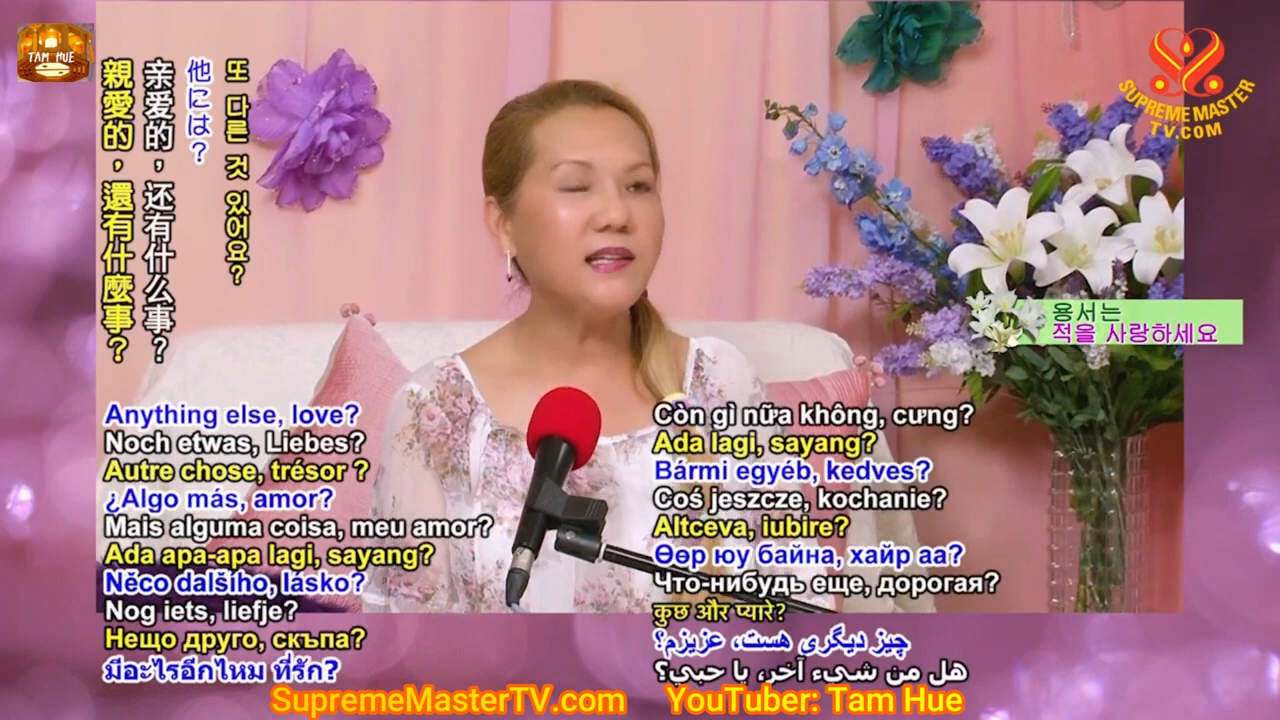 TAM HUE
親愛的，還有什麼事？
亲爱的，还有什么事？
他には？
또 다른 것 있어요？
SUPREME MASTER
TV.COM
용서는
적을 사랑하세요
Anything else, love?
Noch etwas, Liebes?
Autre chose, trésor ?
¿Algo más, amor?
Mais alguma coisa, meu amor?
Ada apa-apa lagi, sayang?
Něco dalšího, lásko?
Nog iets, liefje?
Нещо друго, скъпа?
มีอะไรอีกไหม ที่รัก?
Còn gì nữa không, cưng?
Ada lagi, sayang?
Bármi egyéb, kedves?
Coś jeszcze, kochanie?
Altceva, iubire?
Өөр юу байна, хайр аа?
Что-нибудь еще, дорогая?
कुछ और प्यारे?
چیز دیگری هست، عزیزم؟
هل من شيء آخر، يا حبي؟
SupremeMasterTV.com YouTuber: Tam Hue